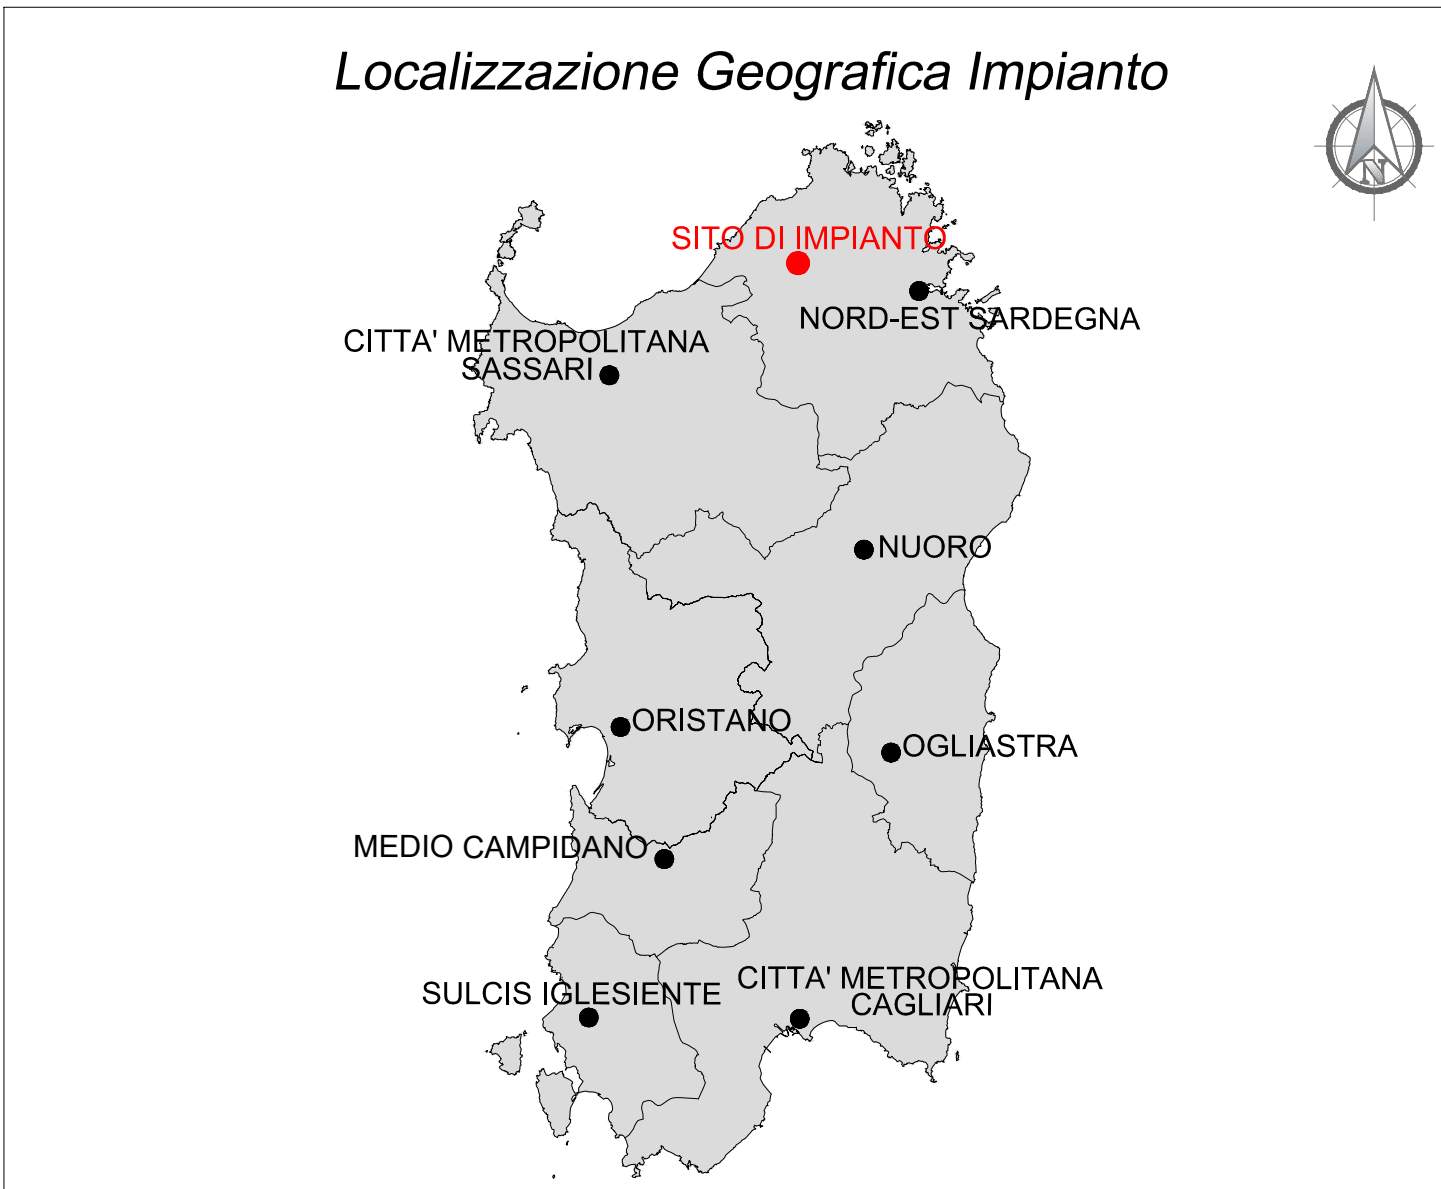 Localizzazione Geografica Impianto
N
SITO DI IMPIANTO
NORD-EST SARDEGNA
CITTA' METROPOLITANA
SASSARI
NUORO
ORISTANO
OGLIASTRA
MEDIO CAMPIDANO
CITTA' METROPOLITANA
CAGLIARI
SULCIS IGLESIENTE